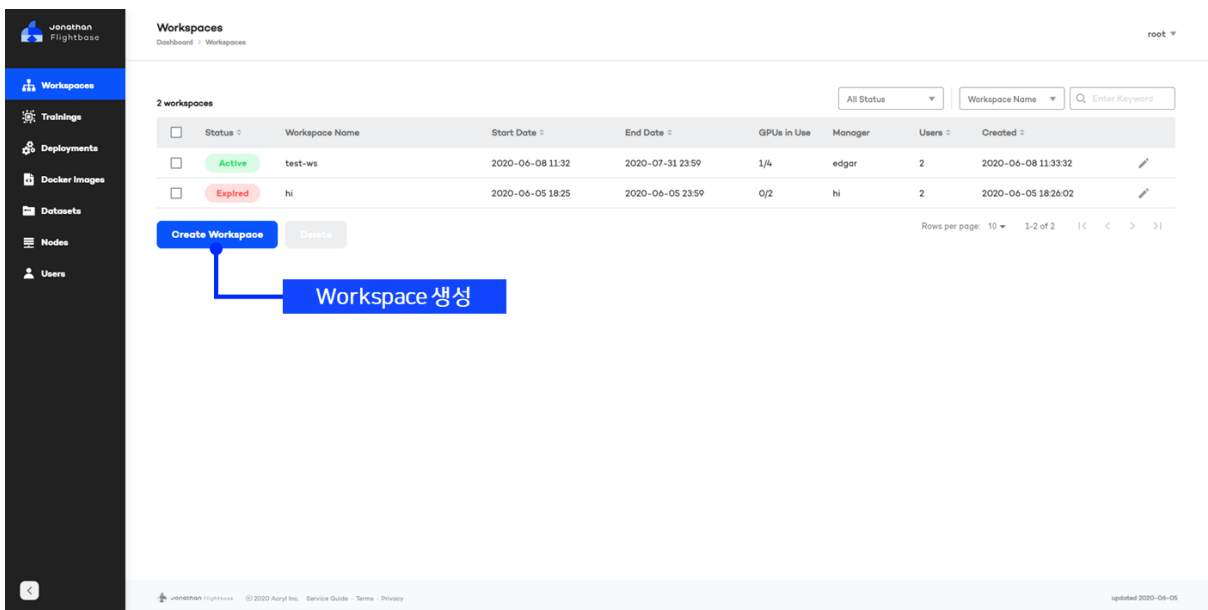 Jonathan
Flightbase
Workspaces
Dashboard > Workspaces
root
Workspaces
Trainings
Deployments
Docker Images
Datasets
Nodes
Users
2 workspaces
All Status
Workspace Name
Enter Keyword
Status Workspace Name Start Date End Date GPUs in Use Manager Users Created
Active test-ws 2020-06-08 11:32 2020-07-31 23:59 1/4 edgar 2 2020-06-08 11:33:32
Expired hi 2020-06-05 18:25 2020-06-05 23:59 0/2 hi 2 2020-06-05 18:26:02
Create Workspace
Delete
Rows per page: 10 1-2 of 2 |< < > >|
Workspace 생성
Jonathan Flightbase © 2020 Acryl Inc. Service Guide · Terms · Privacy
updated 2020-06-05